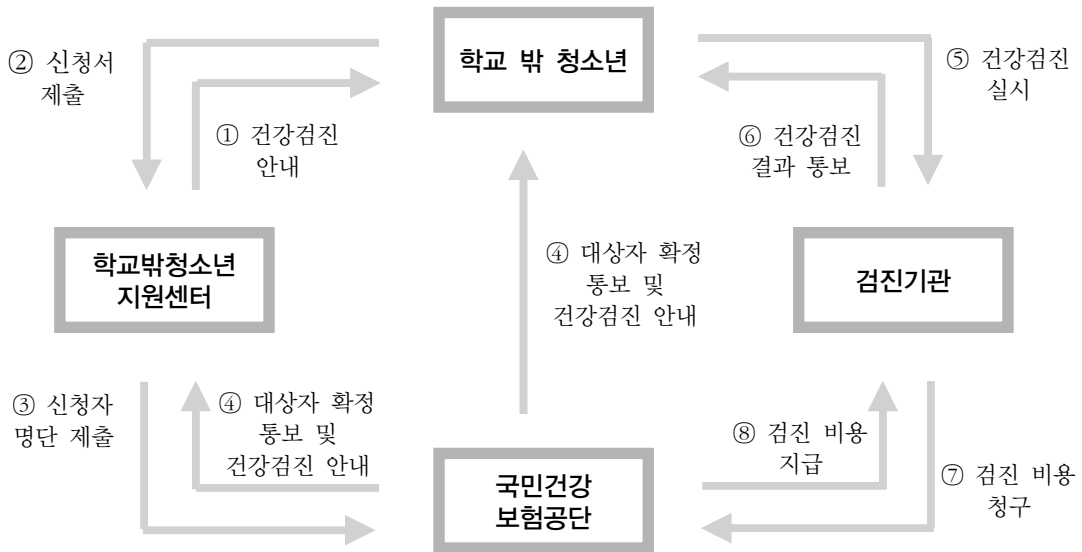 학교 밖 청소년
② 신청서
제출
① 건강검진
안내
⑤ 건강검진
실시
⑥ 건강검진
결과 통보
학교밖청소년
지원센터
④ 대상자 확정
통보 및
건강검진 안내
검진기관
③ 신청자
명단 제출
④ 대상자 확정
통보 및
건강검진 안내
⑧ 검진 비용
지급
⑦ 검진 비용
청구
국민건강
보험공단